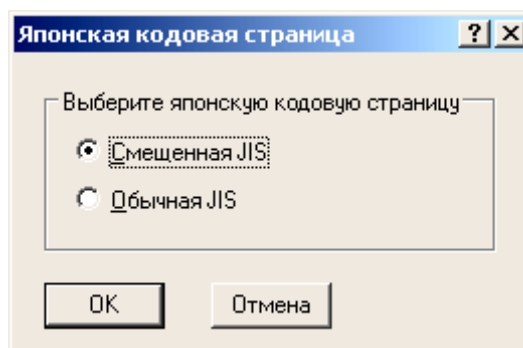 Японская кодовая страница
Выберите японскую кодовую страницу
Смещенная JIS
Обычная JIS
OK
Отмена